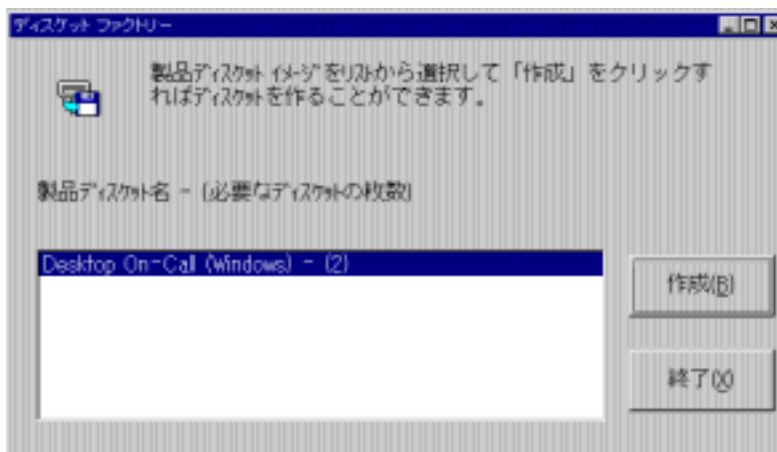 ディスケット ファクトリー
製品ディスケット イメージをリストから選択して「作成」をクリックす
ればディスケットを作ることができます。
製品ディスケット名 - (必要なディスケットの枚数)
Desktop On-Call (Windows) - (2)
作成(B)
終了(X)